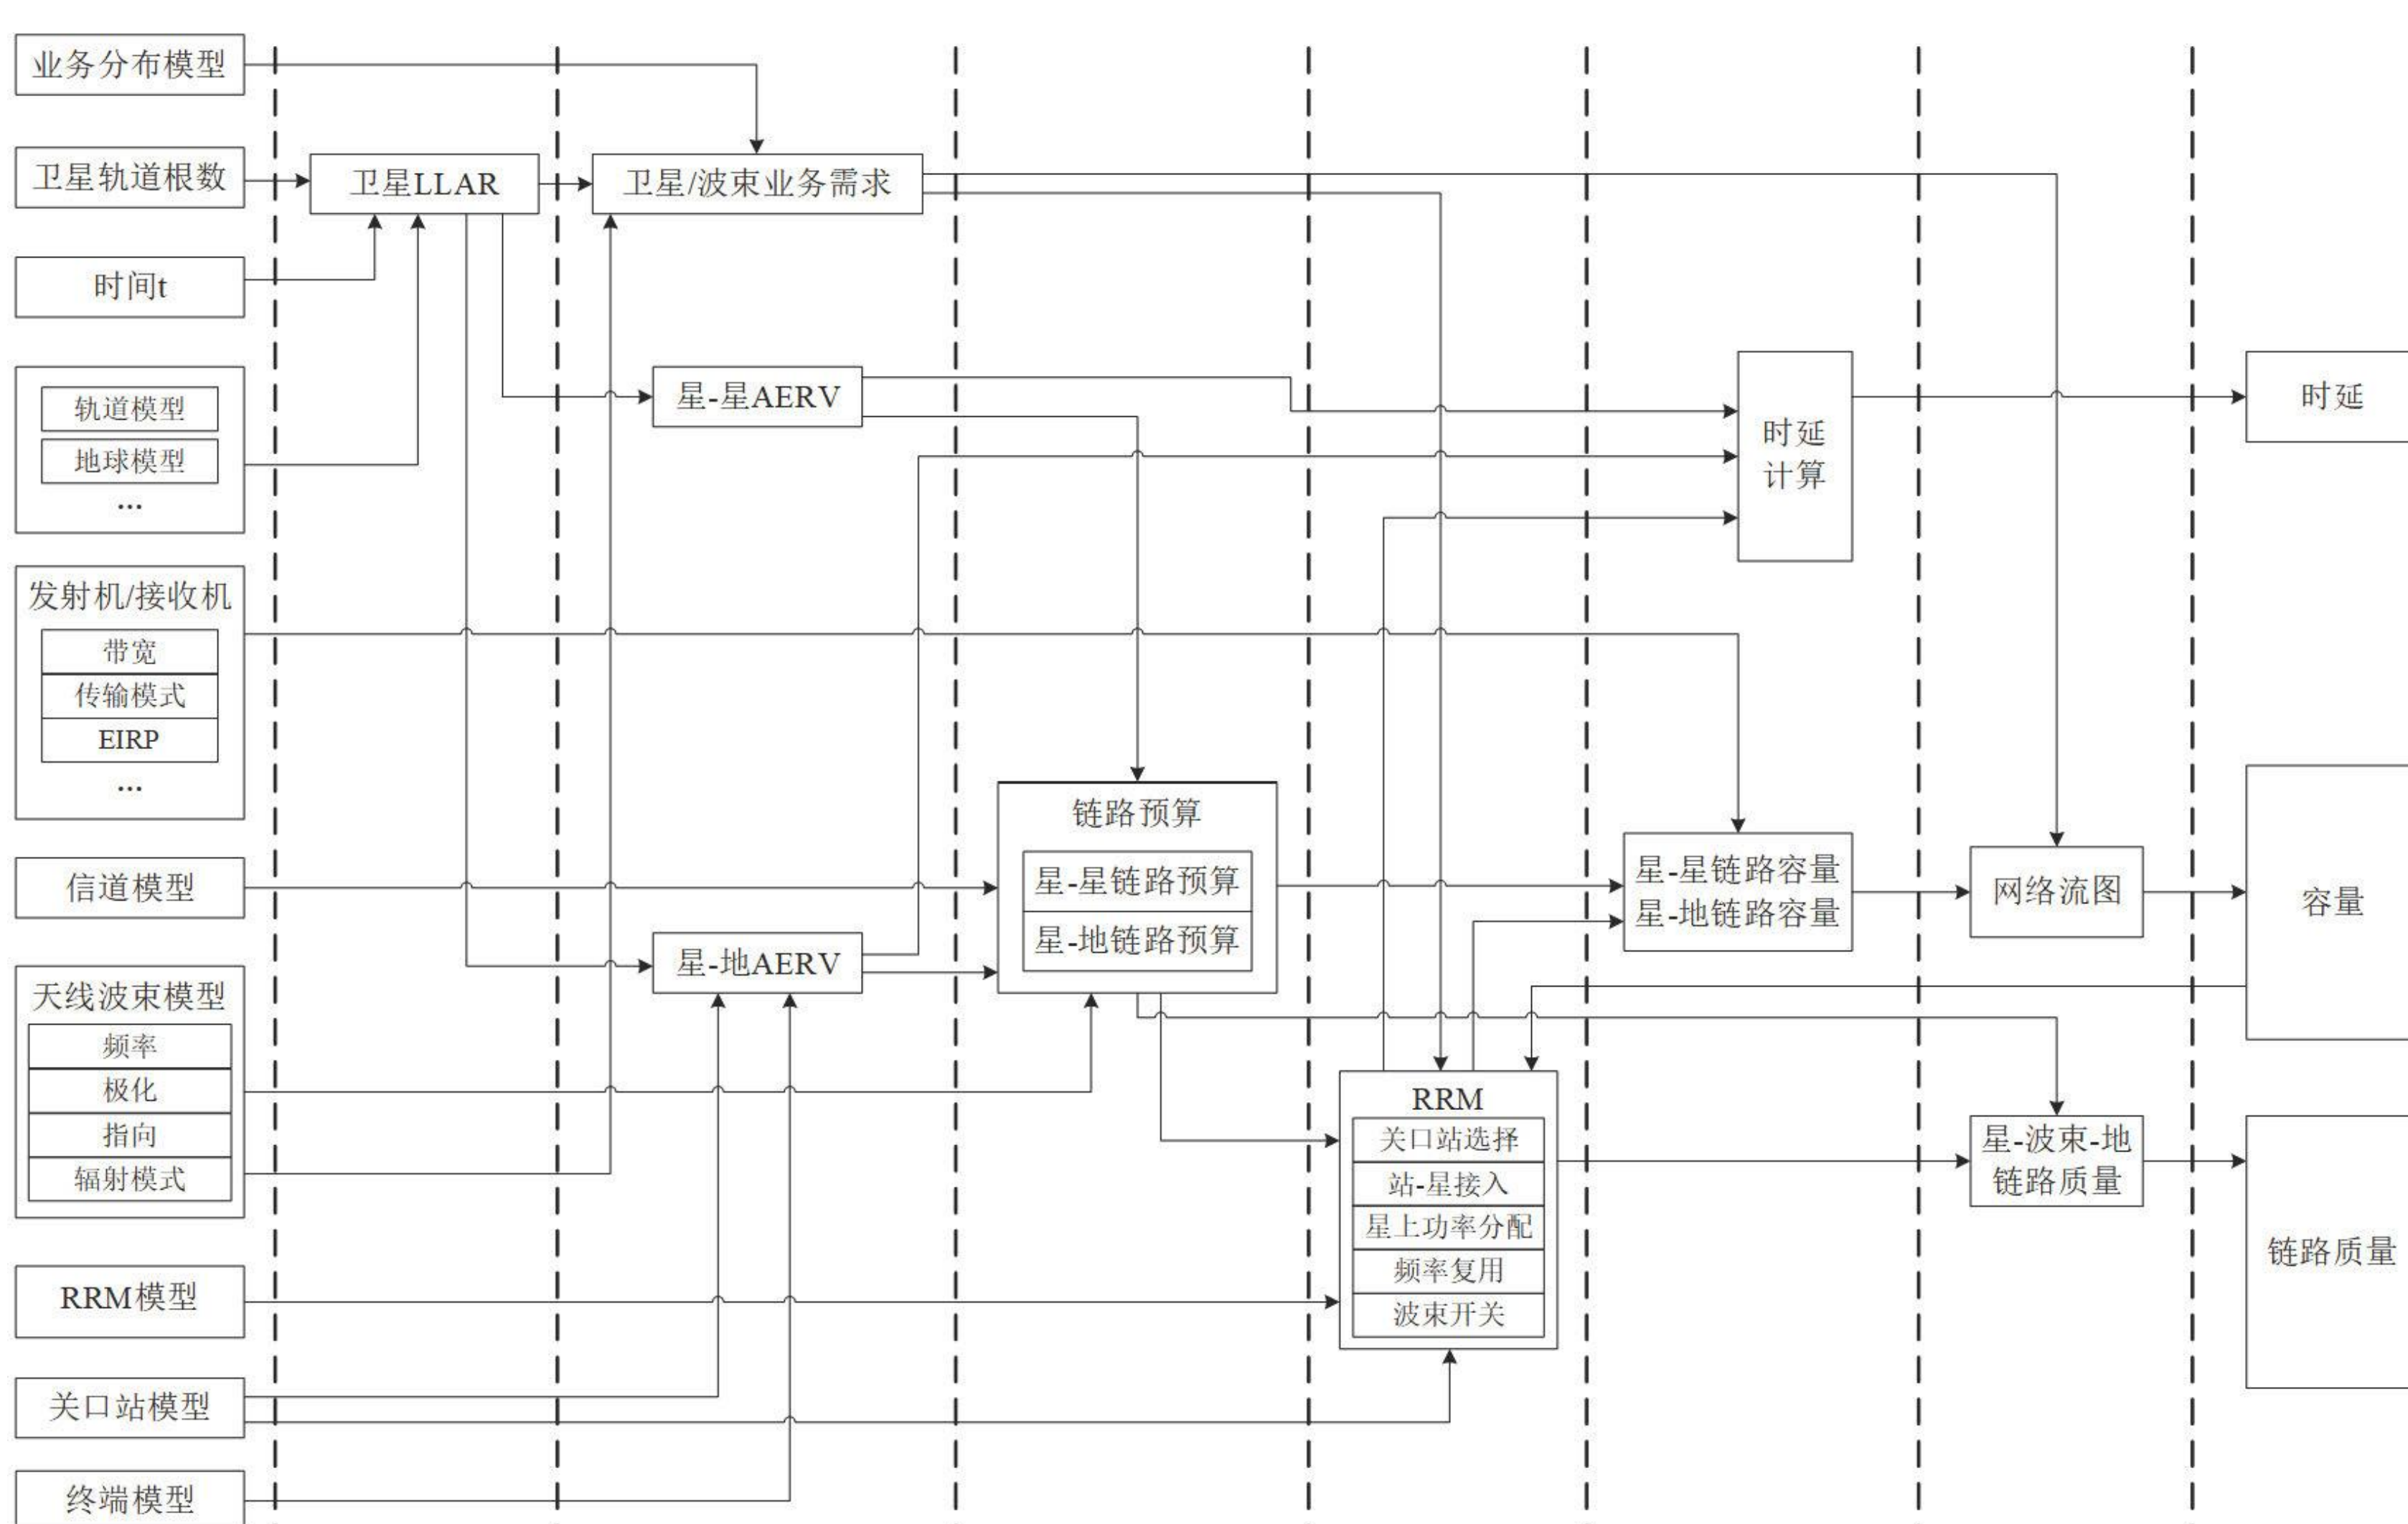 业务分布模型
卫星轨道根数
时间t
轨道模型
地球模型
...
发射机/接收机
带宽
传输模式
EIRP
...
信道模型
天线波束模型
频率
极化
指向
辐射模式
RRM模型
关口站模型
终端模型
卫星LLAR
卫星/波束业务需求
星-星AERV
星-地AERV
链路预算
星-星链路预算
星-地链路预算
RRM
关口站选择
站-星接入
星上功率分配
频率复用
波束开关
时延
计算
星-星链路容量
星-地链路容量
网络流图
星-波束-地
链路质量
时延
容量
链路质量